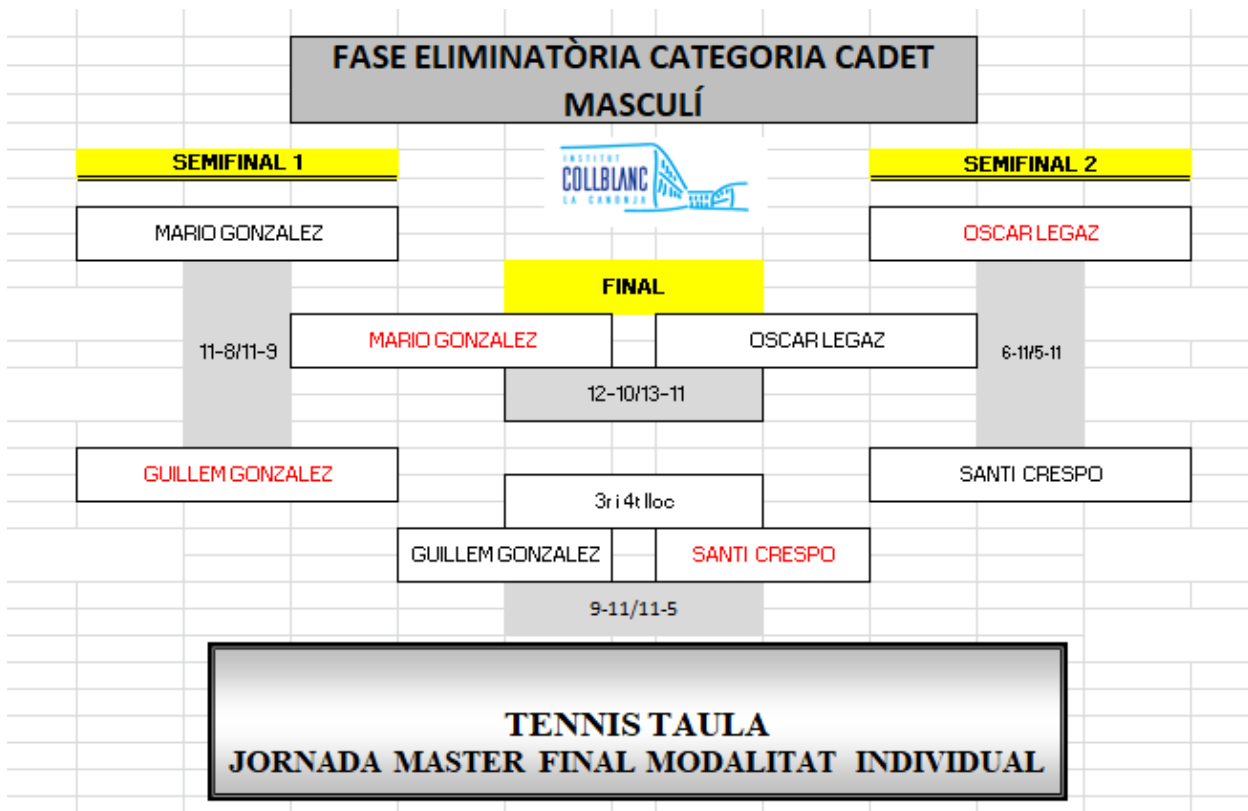 FASE ELIMINATÒRIA CATEGORIA CADET
MASCULÍ
SEMIFINAL 1
INSTITUT
COLLBLANC
LA CANONJA
SEMIFINAL 2
MARIO GONZALEZ
OSCAR LEGAZ
FINAL
11-8/11-9
MARIO GONZALEZ
OSCAR LEGAZ
6-11/5-11
12-10/13-11
GUILLEM GONZALEZ
SANTI CRESPO
3r i 4t lloc
GUILLEM GONZALEZ
SANTI CRESPO
9-11/11-5
TENNIS TAULA
JORNADA MASTER FINAL MODALITAT INDIVIDUAL